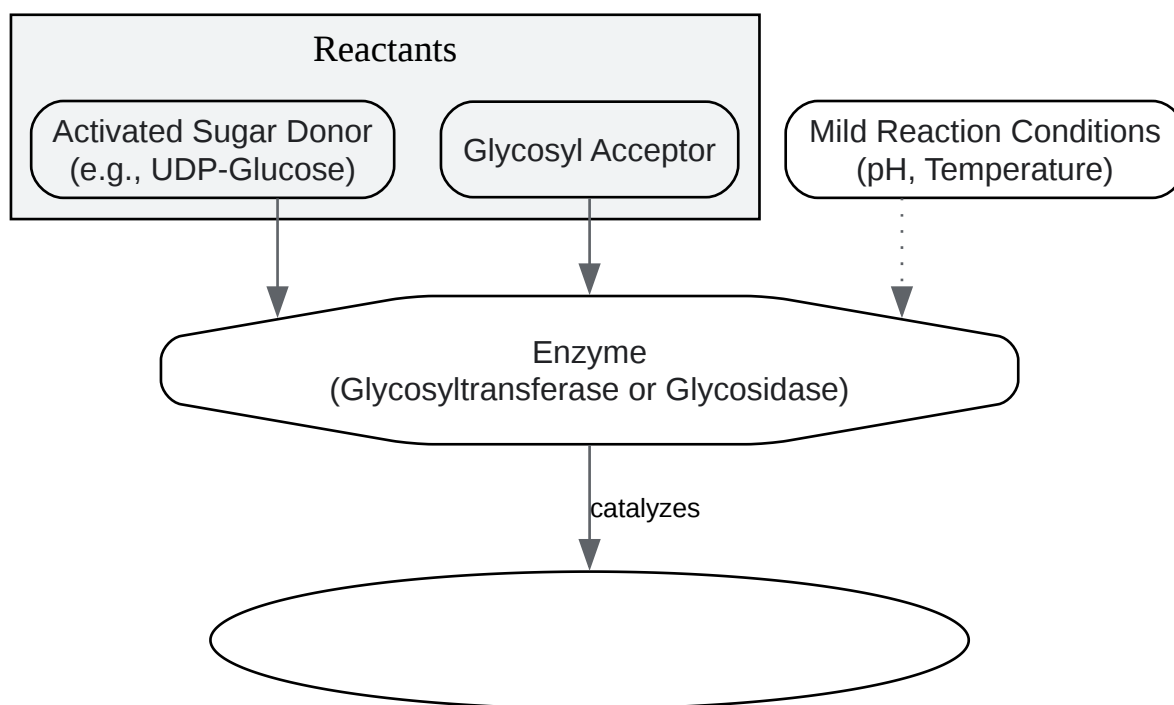 Reactants
Activated Sugar Donor
(e.g., UDP-Glucose)
Glycosyl Acceptor
Mild Reaction Conditions
(pH, Temperature)
Enzyme
(Glycosyltransferase or Glycosidase)
catalyzes